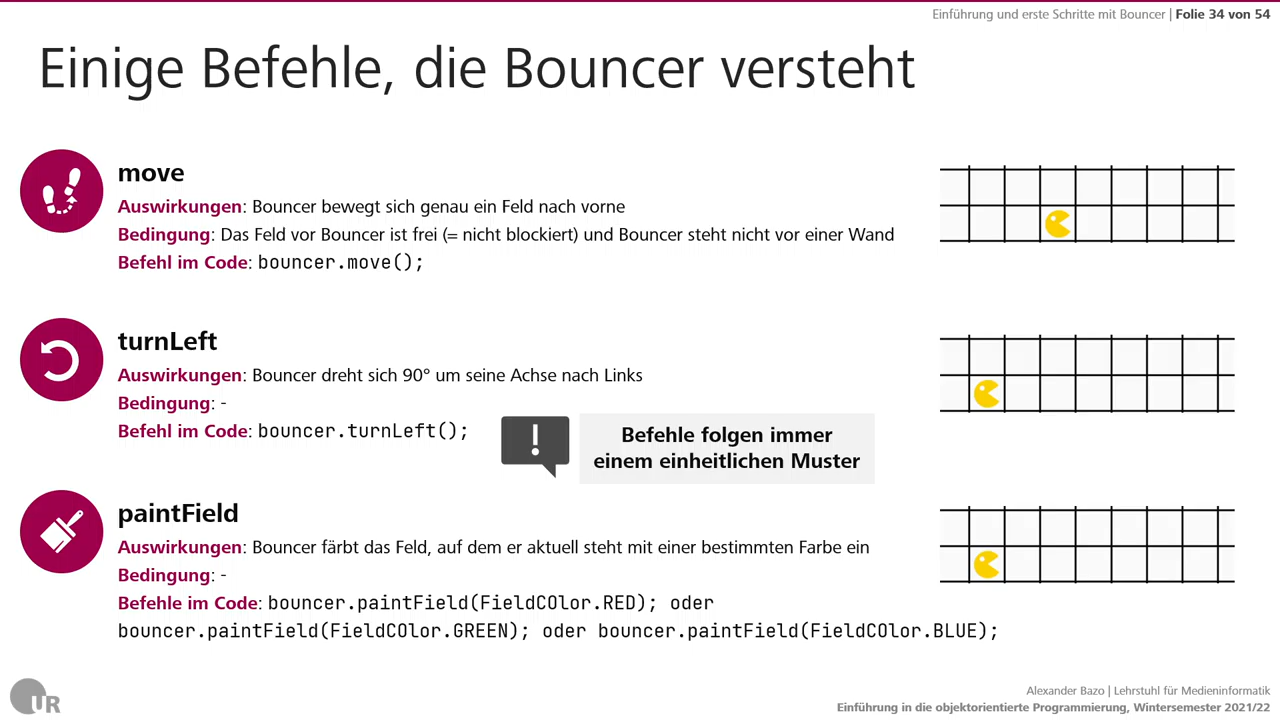 Einführung und erste Schritte mit Bouncer | Folie 34 von 54
Einige Befehle, die Bouncer versteht
move
Auswirkungen: Bouncer bewegt sich genau ein Feld nach vorne
Bedingung: Das Feld vor Bouncer ist frei (= nicht blockiert) und Bouncer steht nicht vor einer Wand
Befehl im Code: bouncer.move();
turnLeft
Auswirkungen: Bouncer dreht sich 90° um seine Achse nach Links
Bedingung: -
Befehl im Code: bouncer.turnLeft();
!
Befehle folgen immer
einem einheitlichen Muster
paintField
Auswirkungen: Bouncer färbt das Feld, auf dem er aktuell steht mit einer bestimmten Farbe ein
Bedingung: -
Befehle im Code: bouncer.paintField(FieldCOlor.RED); oder
bouncer.paintField(FieldCOlor.GREEN); oder bouncer.paintField(FieldCOlor.BLUE);
UR
Alexander Bazo | Lehrstuhl für Medieninformatik
Einführung in die objektorientierte Programmierung, Wintersemester 2021/22